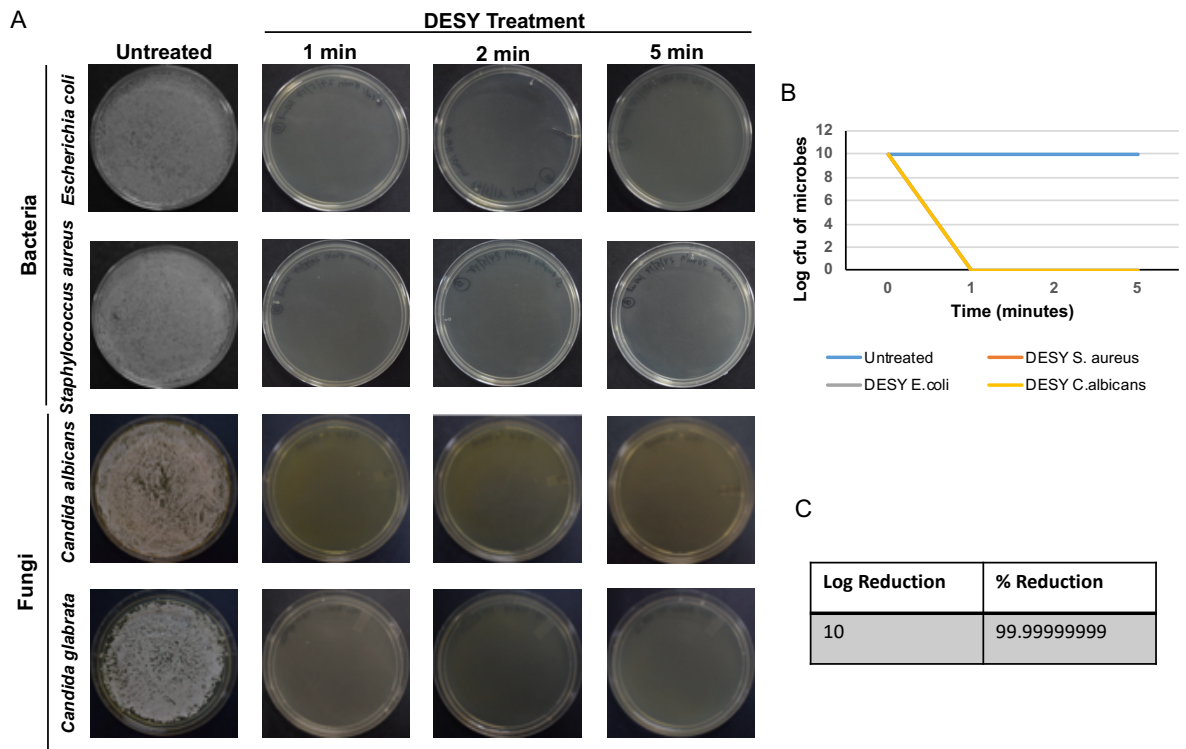 A
DESY Treatment
Untreated
1 min
2 min
5 min
Bacteria
Escherichia coli
Staphylococcus aureus
Fungi
Candida albicans
Candida glabrata
B
Log cfu of microbes
12
10
8
6
4
2
0
0 1 2 5
Time (minutes)
Untreated
DESY S. aureus
DESY E.coli
DESY C.albicans
C
Log Reduction
% Reduction
10
99.99999999